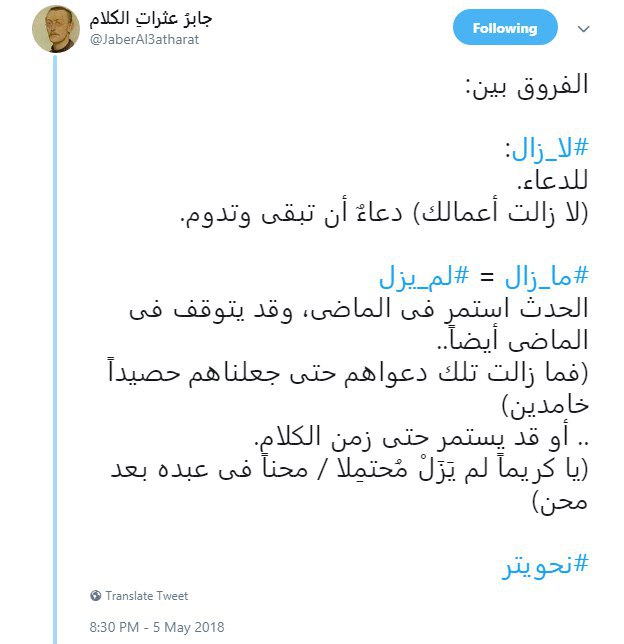 جابرُ عثراتِ الكلام
@JaberAl3atharat
Following
الفروق بين:
#لا_زال:
للدعاء.
(لا زالت أعمالك) دعاءٌ أن تبقى وتدوم.
#ما_زال = #لم_يزل
الحدث استمر فى الماضى، وقد يتوقف فى
الماضى أيضاً..
(فما زالت تلك دعواهم حتى جعلناهم حصيداً
خامدين)
.. أو قد يستمر حتى زمن الكلام.
(يا كريماً لم يَزَلْ مُحتمِلا / محناً فى عبده بعد
محن)
#نحويتر
Translate Tweet
8:30 PM - 5 May 2018